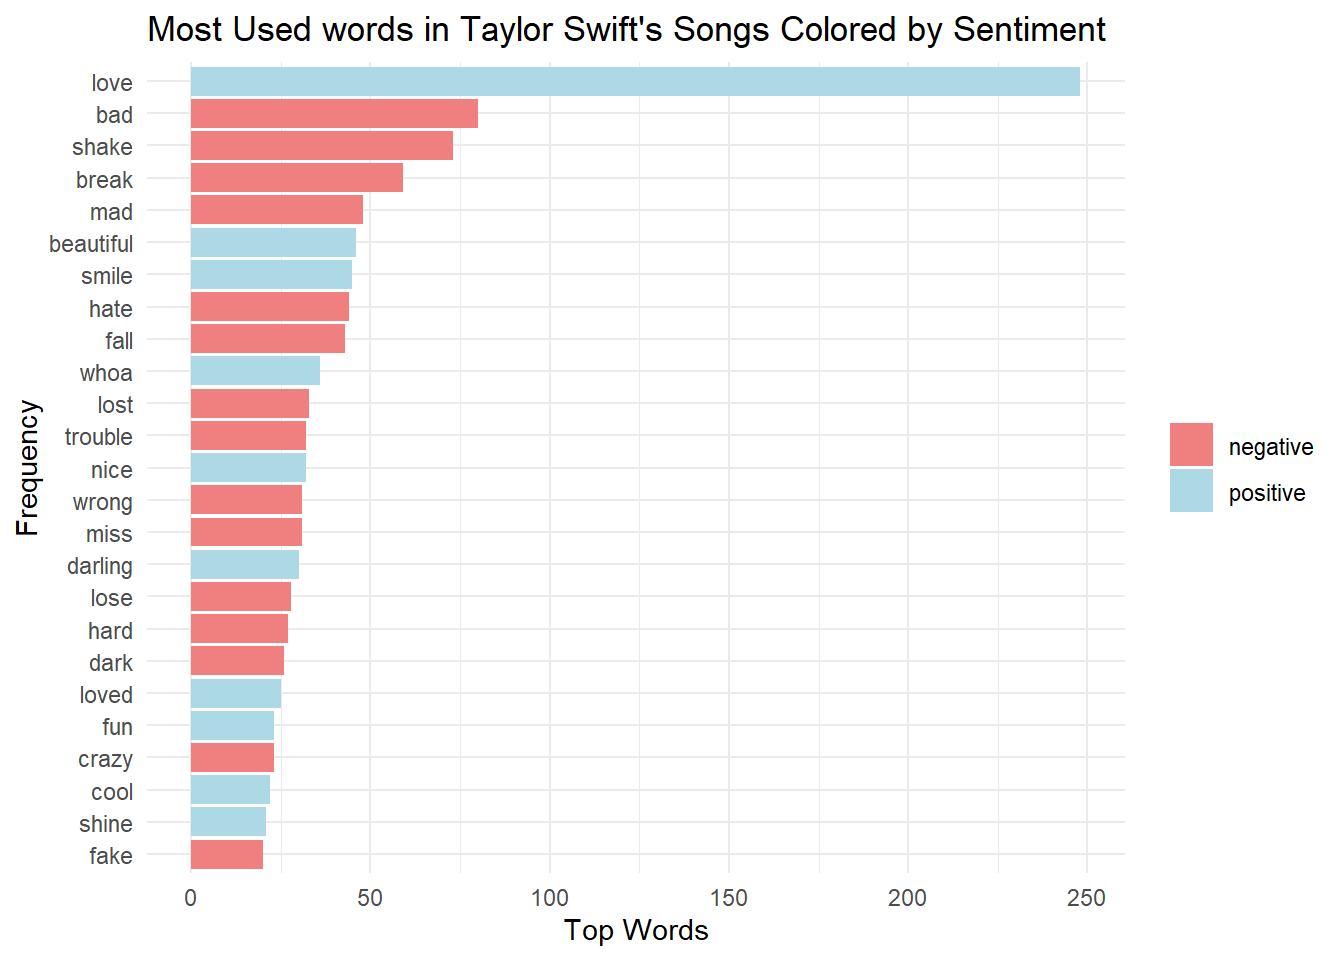 Most Used words in Taylor Swift's Songs Colored by Sentiment
love
bad
shake
break
mad
beautiful
smile
hate
fall
whoa
lost
trouble
nice
wrong
miss
darling
lose
hard
dark
loved
fun
crazy
cool
shine
fake
Frequency
0 50 100 150 200 250
Top Words
negative
positive